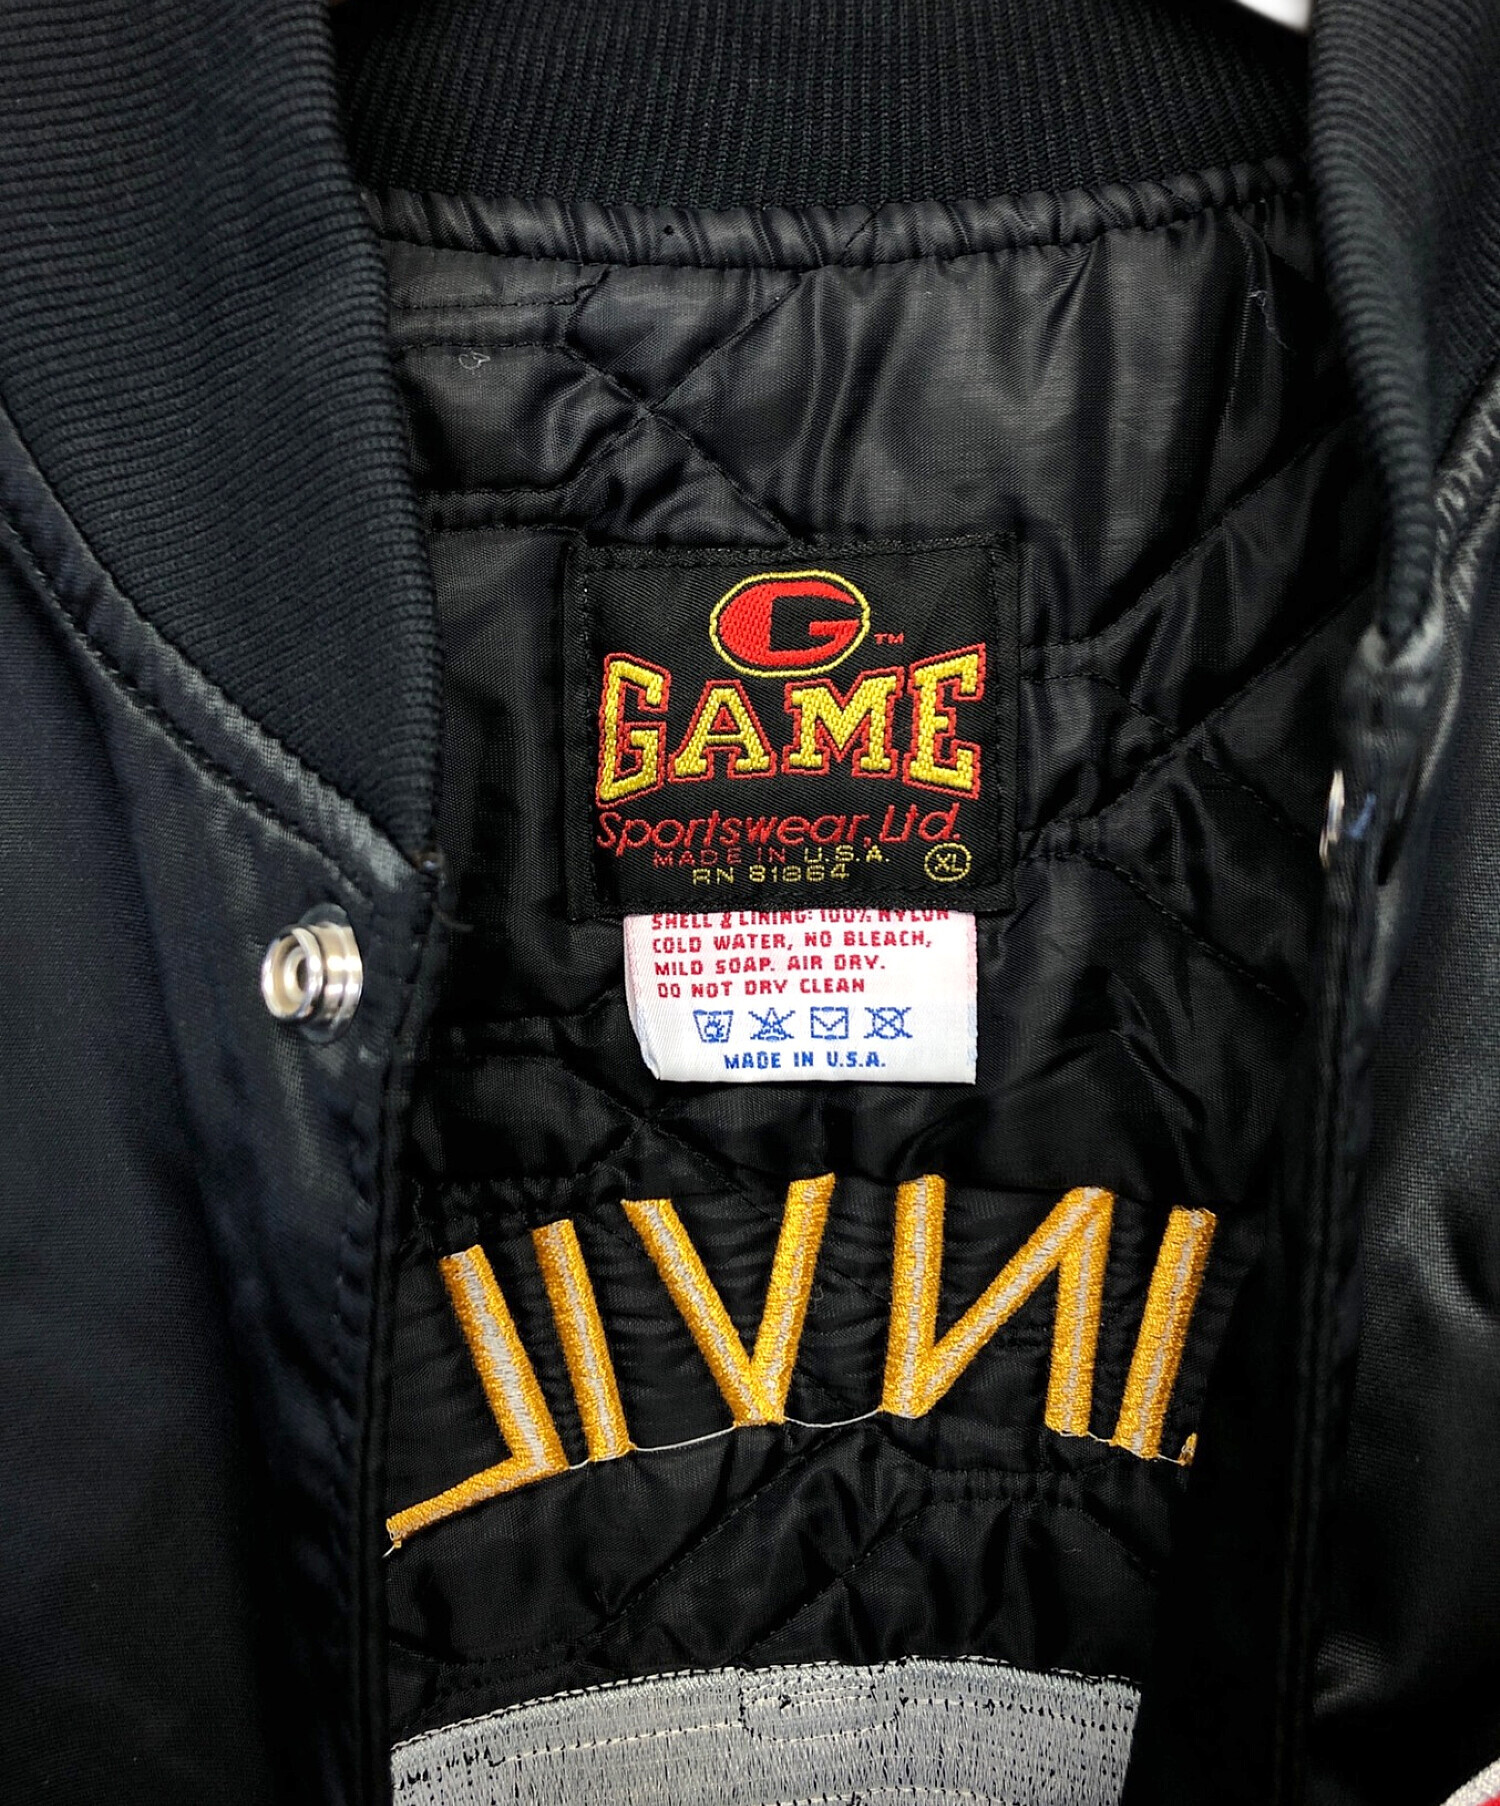 G ™
GAME
Sportswear, Ltd.
MADE IN U.S.A.
RN 81864 XL
SHELL & LINING: 100% NYLON
COLD WATER, NO BLEACH,
MILD SOAP. AIR DRY.
DO NOT DRY CLEAN
MADE IN U.S.A.